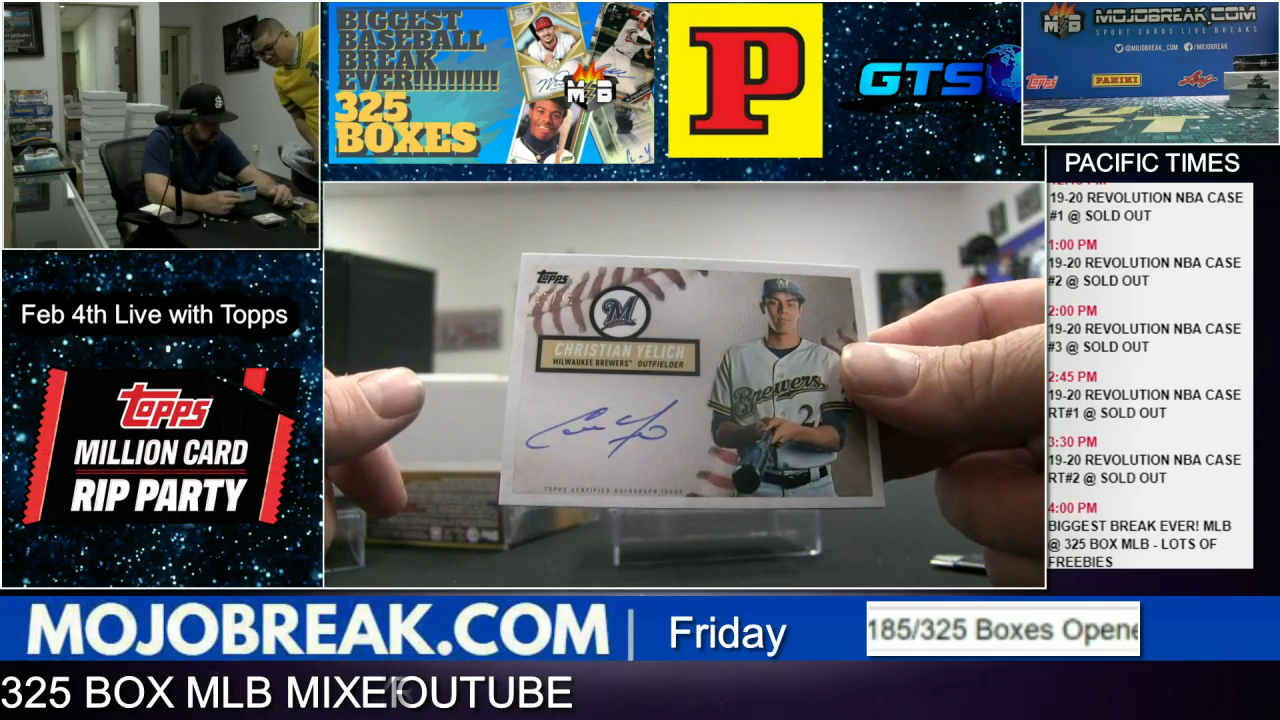 BIGGEST
BASEBALL
BREAK
EVER!!!!!!!!!!!
325
BOXES
M B
P
GTS
M B MOJOBREAK.COM
SPORT CARDS LIVE BREAKS
@MOJOBREAK_COM /MOJOBREAK
Topps PANINI Leaf
PACIFIC TIMES
19-20 REVOLUTION NBA CASE
#1 @ SOLD OUT
1:00 PM
19-20 REVOLUTION NBA CASE
#2 @ SOLD OUT
2:00 PM
19-20 REVOLUTION NBA CASE
#3 @ SOLD OUT
2:45 PM
19-20 REVOLUTION NBA CASE
RT#1 @ SOLD OUT
3:30 PM
19-20 REVOLUTION NBA CASE
RT#2 @ SOLD OUT
4:00 PM
BIGGEST BREAK EVER! MLB
@ 325 BOX MLB - LOTS OF
FREEBIES
Feb 4th Live with Topps
Topps
MILLION CARD
RIP PARTY
Topps
M
CHRISTIAN YELICH
MILWAUKEE BREWERS™ OUTFIELDER
Brewers
2
TOPPS CERTIFIED AUTOGRAPH ISSUE
MOJOBREAK.COM | Friday
185/325 Boxes Opene
325 BOX MLB MIXER
OUTUBE